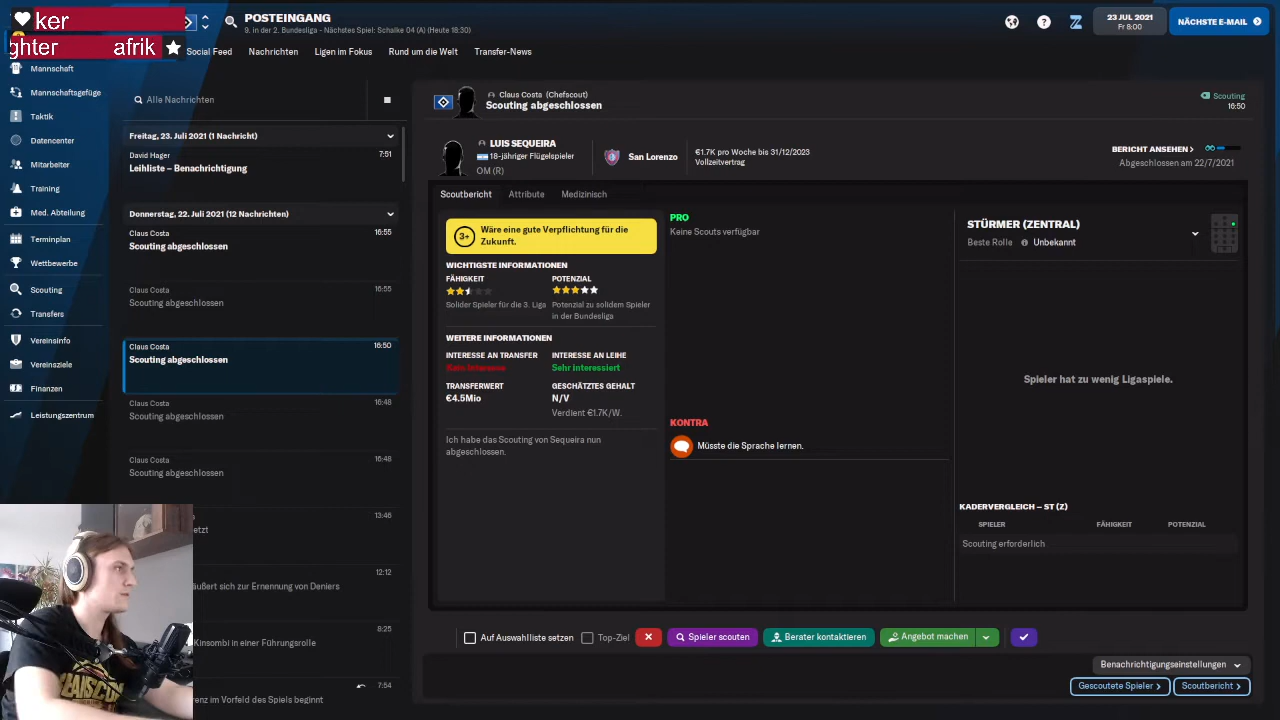 ker
ghter afrik
POSTEINGANG
9. in der 2. Bundesliga - Nächstes Spiel: Schalke 04 (A) (Heute 18:30)
23 JUL 2021
Fr 8:00
NÄCHSTE E-MAIL
Social Feed
Nachrichten
Ligen im Fokus
Rund um die Welt
Transfer-News
Mannschaft
Mannschaftsgefüge
Taktik
Datencenter
Mitarbeiter
Training
Med. Abteilung
Terminplan
Wettbewerbe
Scouting
Transfers
Vereinsinfo
Vereinsziele
Finanzen
Leistungszentrum
Alle Nachrichten
Freitag, 23. Juli 2021 (1 Nachricht)
David Hager 7:51
Leihliste – Benachrichtigung
Donnerstag, 22. Juli 2021 (12 Nachrichten)
Claus Costa 16:55
Scouting abgeschlossen
Claus Costa 16:55
Scouting abgeschlossen
Claus Costa 16:50
Scouting abgeschlossen
Claus Costa 16:48
Scouting abgeschlossen
Claus Costa 16:48
Scouting abgeschlossen
13:46
etzt
12:12
äußert sich zur Ernennung von Deniers
8:25
Kinsombi in einer Führungsrolle
7:54
renz im Vorfeld des Spiels beginnt
Claus Costa (Chefscout)
Scouting abgeschlossen
Scouting
16:50
LUIS SEQUEIRA
18-jähriger Flügelspieler
OM (R)
San Lorenzo
€1.7K pro Woche bis 31/12/2023
Vollzeitvertrag
BERICHT ANSEHEN
Abgeschlossen am 22/7/2021
Scoutbericht
Attribute
Medizinisch
3+
Wäre eine gute Verpflichtung für die
Zukunft.
WICHTIGSTE INFORMATIONEN
FÄHIGKEIT POTENZIAL
Solider Spieler für die 3. Liga
Potenzial zu solidem Spieler
in der Bundesliga
WEITERE INFORMATIONEN
INTERESSE AN TRANSFER INTERESSE AN LEIHE
Kein Interesse Sehr interessiert
TRANSFERWERT GESCHÄTZTES GEHALT
€4.5Mio N/V
Verdient €1.7K/W.
Ich habe das Scouting von Sequeira nun
abgeschlossen.
PRO
Keine Scouts verfügbar
KONTRA
Müsste die Sprache lernen.
STÜRMER (ZENTRAL)
Beste Rolle Unbekannt
Spieler hat zu wenig Ligaspiele.
KADERVERGLEICH – ST (Z)
SPIELER FÄHIGKEIT POTENZIAL
Scouting erforderlich
Auf Auswahlliste setzen
Top-Ziel
Spieler scouten
Berater kontaktieren
Angebot machen
Benachrichtigungseinstellungen
Gescoutete Spieler
Scoutbericht